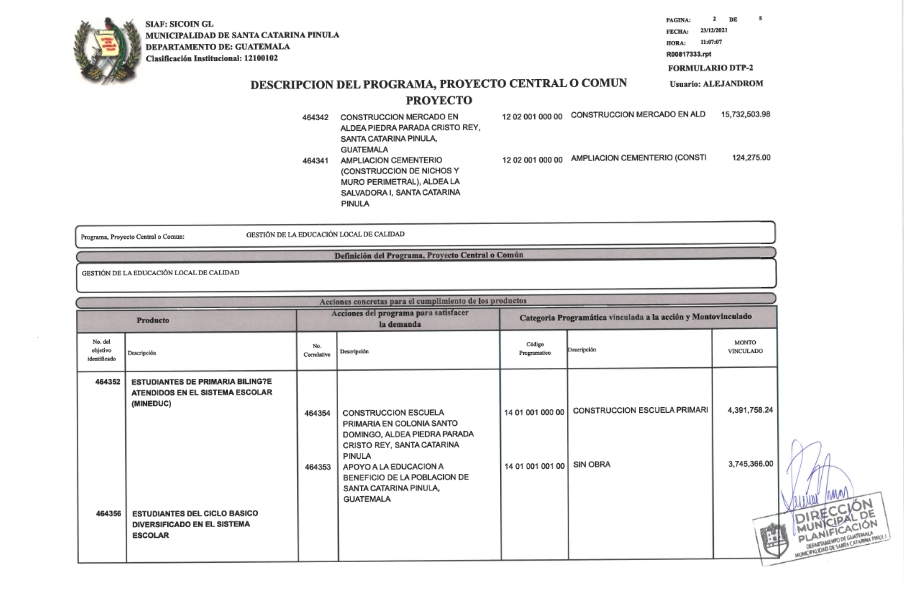 SIAF: SICOIN GL
MUNICIPALIDAD DE SANTA CATARINA PINULA
DEPARTAMENTO DE: GUATEMALA
Clasificación Institucional: 12100102
PAGINA: 2 DE 5
FECHA: 23/12/2021
HORA: 11:07:07
R00817333.rpt
FORMULARIO DTP-2
Usuario: ALEJANDROM
DESCRIPCION DEL PROGRAMA, PROYECTO CENTRAL O COMUN
PROYECTO
464342 CONSTRUCCION MERCADO EN 12 02 001 000 00 CONSTRUCCION MERCADO EN ALD 15,732,503.98
ALDEA PIEDRA PARADA CRISTO REY,
SANTA CATARINA PINULA,
GUATEMALA
464341 AMPLIACION CEMENTERIO 12 02 001 000 00 AMPLIACION CEMENTERIO (CONSTI 124,275.00
(CONSTRUCCION DE NICHOS Y
MURO PERIMETRAL), ALDEA LA
SALVADORA I, SANTA CATARINA
PINULA
Programa, Proyecto Central o Comun: GESTIÓN DE LA EDUCACIÓN LOCAL DE CALIDAD
Definición del Programa, Proyecto Central o Común
GESTIÓN DE LA EDUCACIÓN LOCAL DE CALIDAD
Acciones concretas para el cumplimiento de los productos
Producto
Acciones del programa para satisfacer
la demanda
Categoria Programática vinculada a la acción y Montovinculado
No. del
objetivo
identificado
Descripción
No.
Correlativo
Descripción
Código
Programatico
Descripción
MONTO
VINCULADO
464352 ESTUDIANTES DE PRIMARIA BILING?E
ATENDIDOS EN EL SISTEMA ESCOLAR
(MINEDUC)
464354 CONSTRUCCION ESCUELA 14 01 001 000 00 CONSTRUCCION ESCUELA PRIMARI 4,391,758.24
PRIMARIA EN COLONIA SANTO
DOMINGO, ALDEA PIEDRA PARADA
CRISTO REY, SANTA CATARINA
PINULA
464353 APOYO A LA EDUCACION A 14 01 001 001 00 SIN OBRA 3,745,366.00
BENEFICIO DE LA POBLACION DE
SANTA CATARINA PINULA,
GUATEMALA
464356 ESTUDIANTES DEL CICLO BASICO
DIVERSIFICADO EN EL SISTEMA
ESCOLAR
DIRECCIÓN
MUNICIPAL DE
PLANIFICACIÓN
DEPARTAMENTO DE GUATEMALA
MUNICIPALIDAD DE SANTA CATARINA PINULA